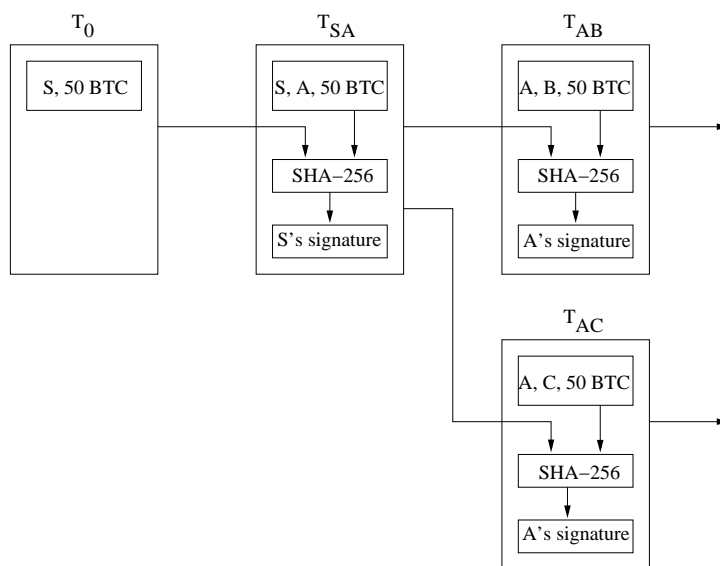 T0
TSA
TAB
S, 50 BTC
S, A, 50 BTC
A, B, 50 BTC
SHA−256
SHA−256
S's signature
A's signature
TAC
A, C, 50 BTC
SHA−256
A's signature